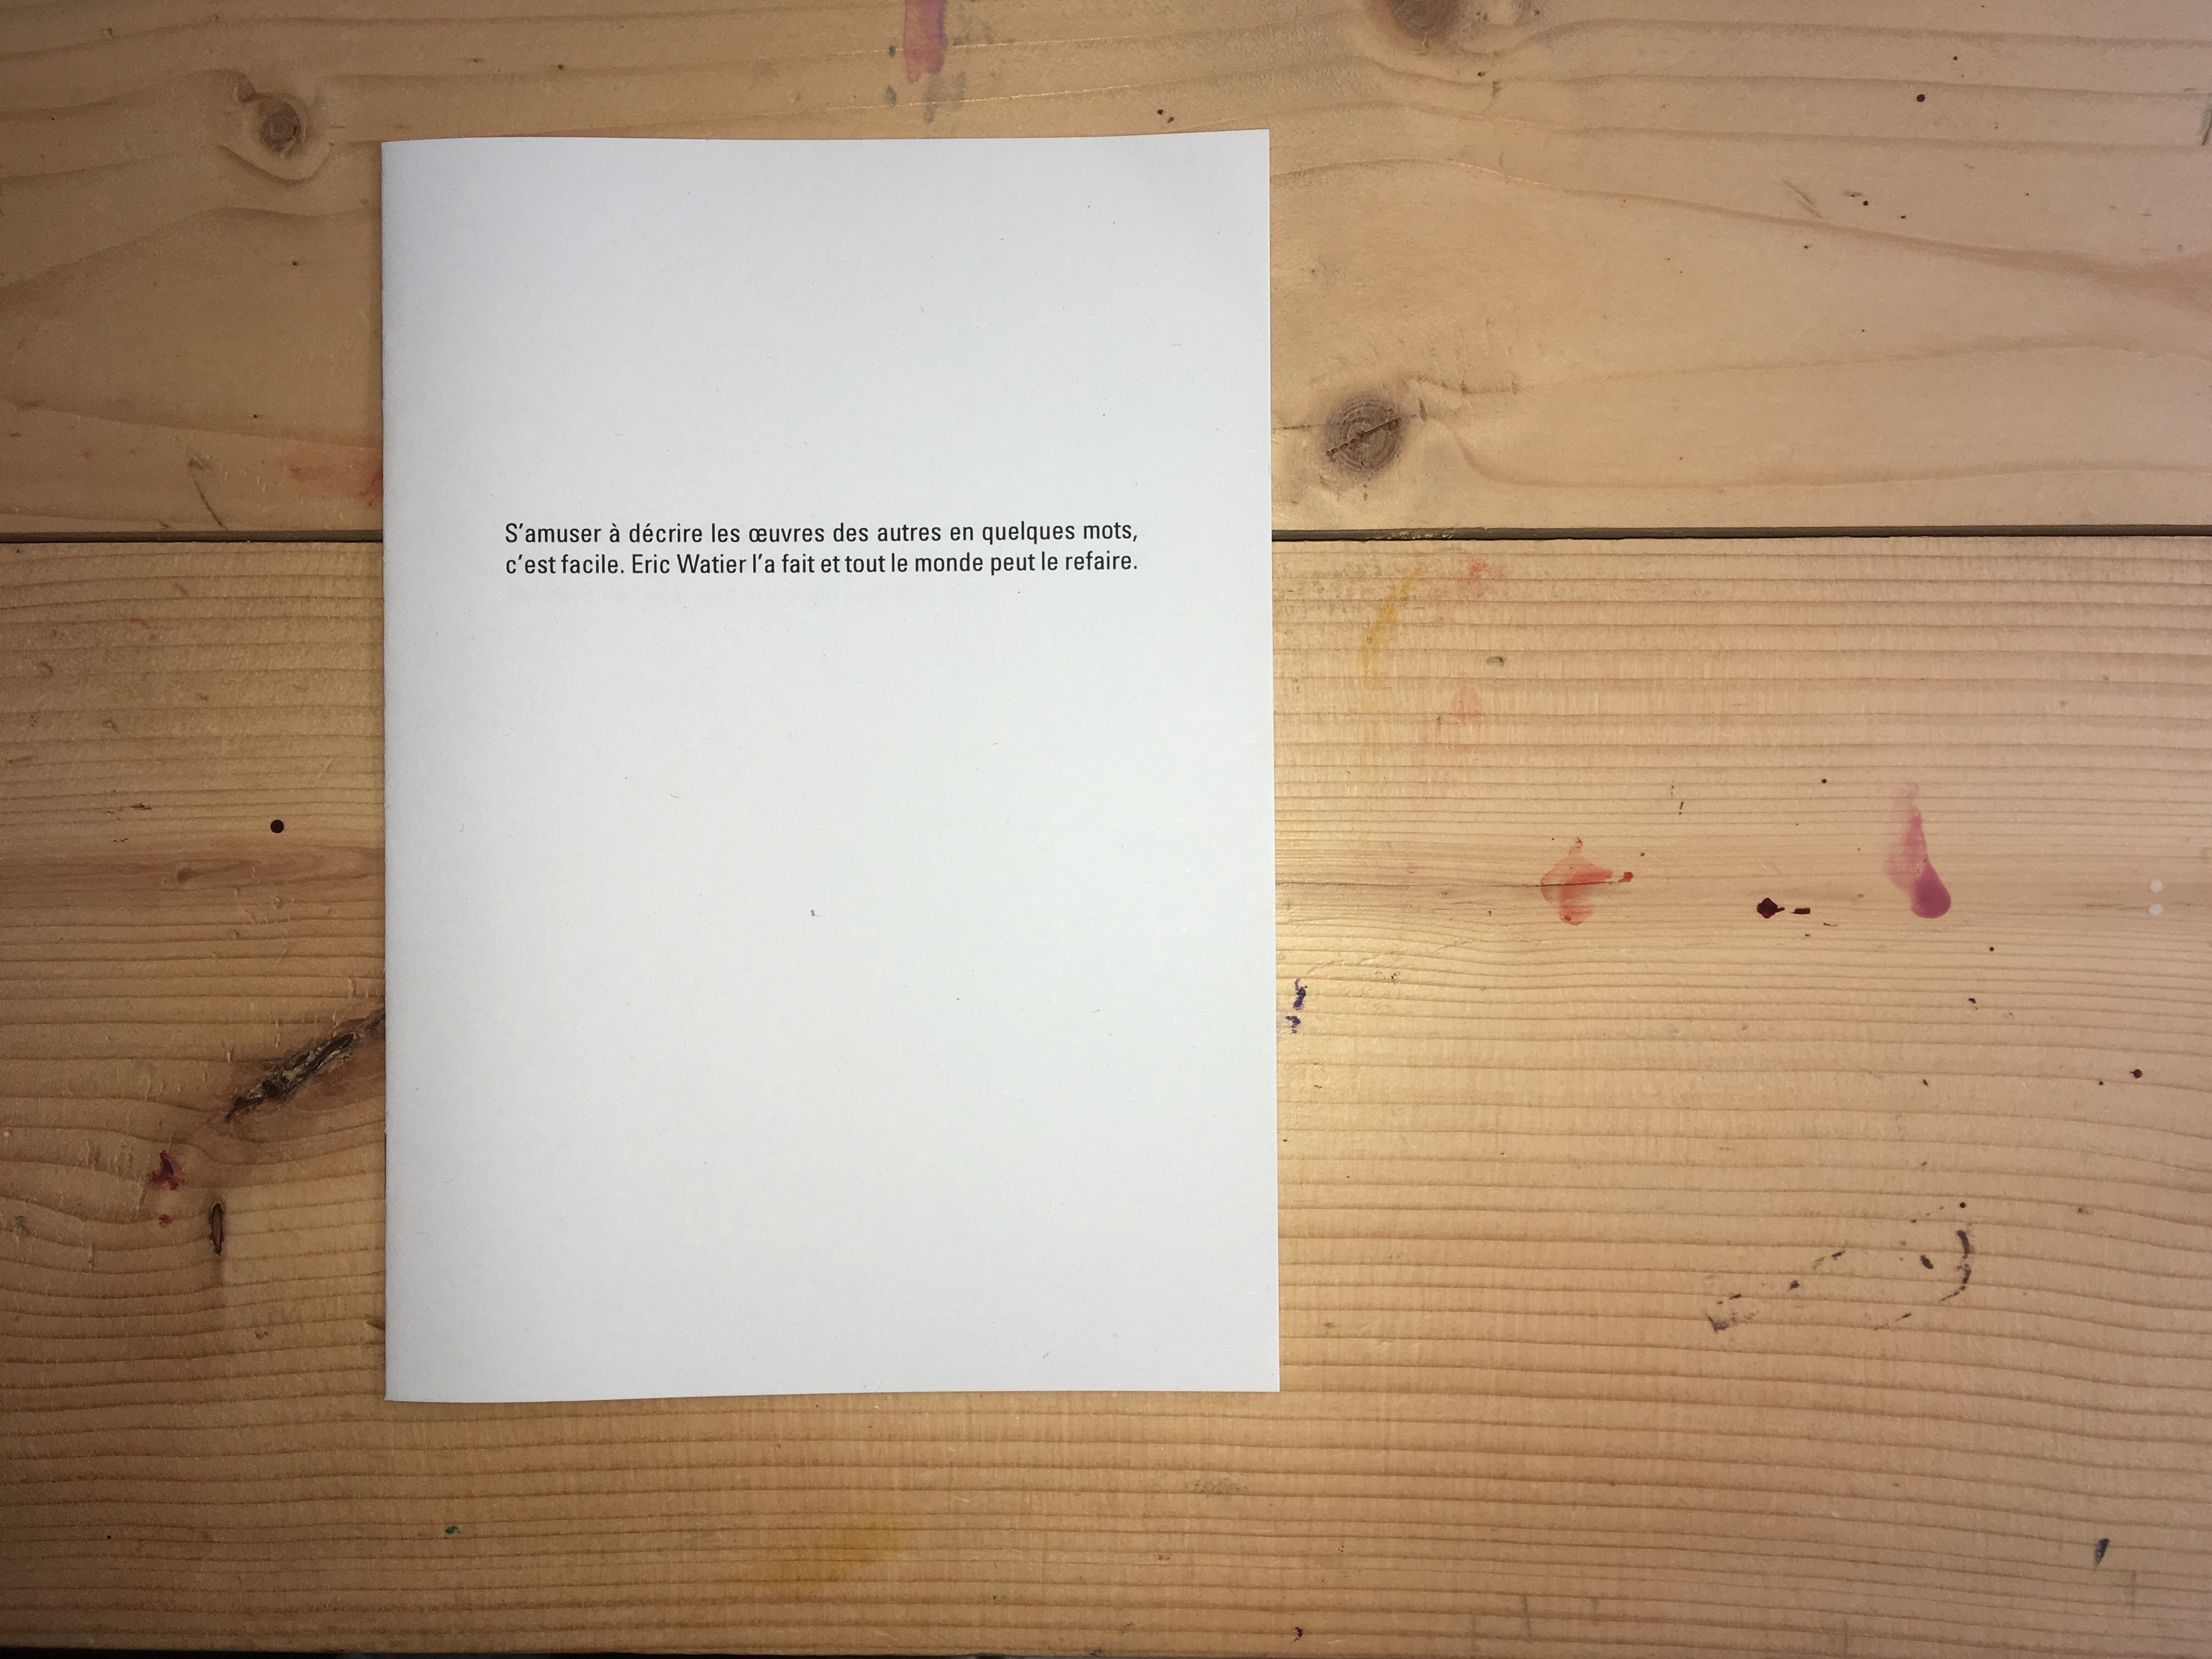 S’amuser à décrire les œuvres des autres en quelques mots,
c’est facile. Eric Watier l’a fait et tout le monde peut le refaire.